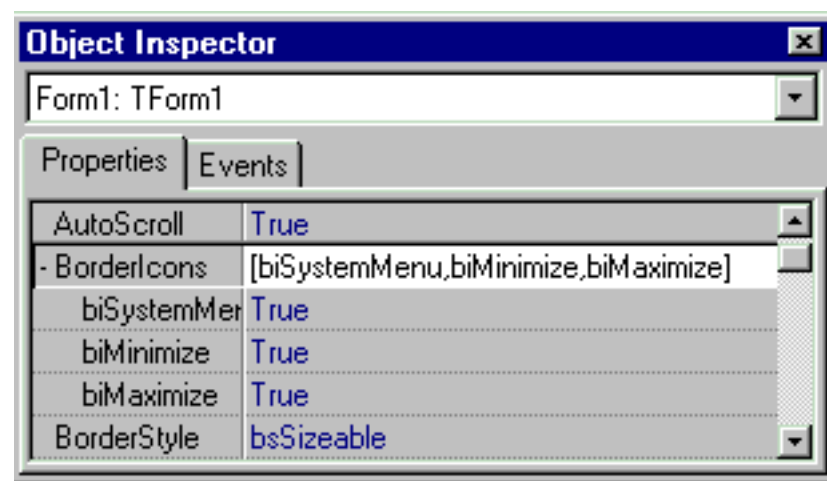 Object Inspector
Form1: TForm1
Properties Events
AutoScroll True
- BorderIcons [biSystemMenu,biMinimize,biMaximize]
biSystemMer True
biMinimize True
biMaximize True
BorderStyle bsSizeable